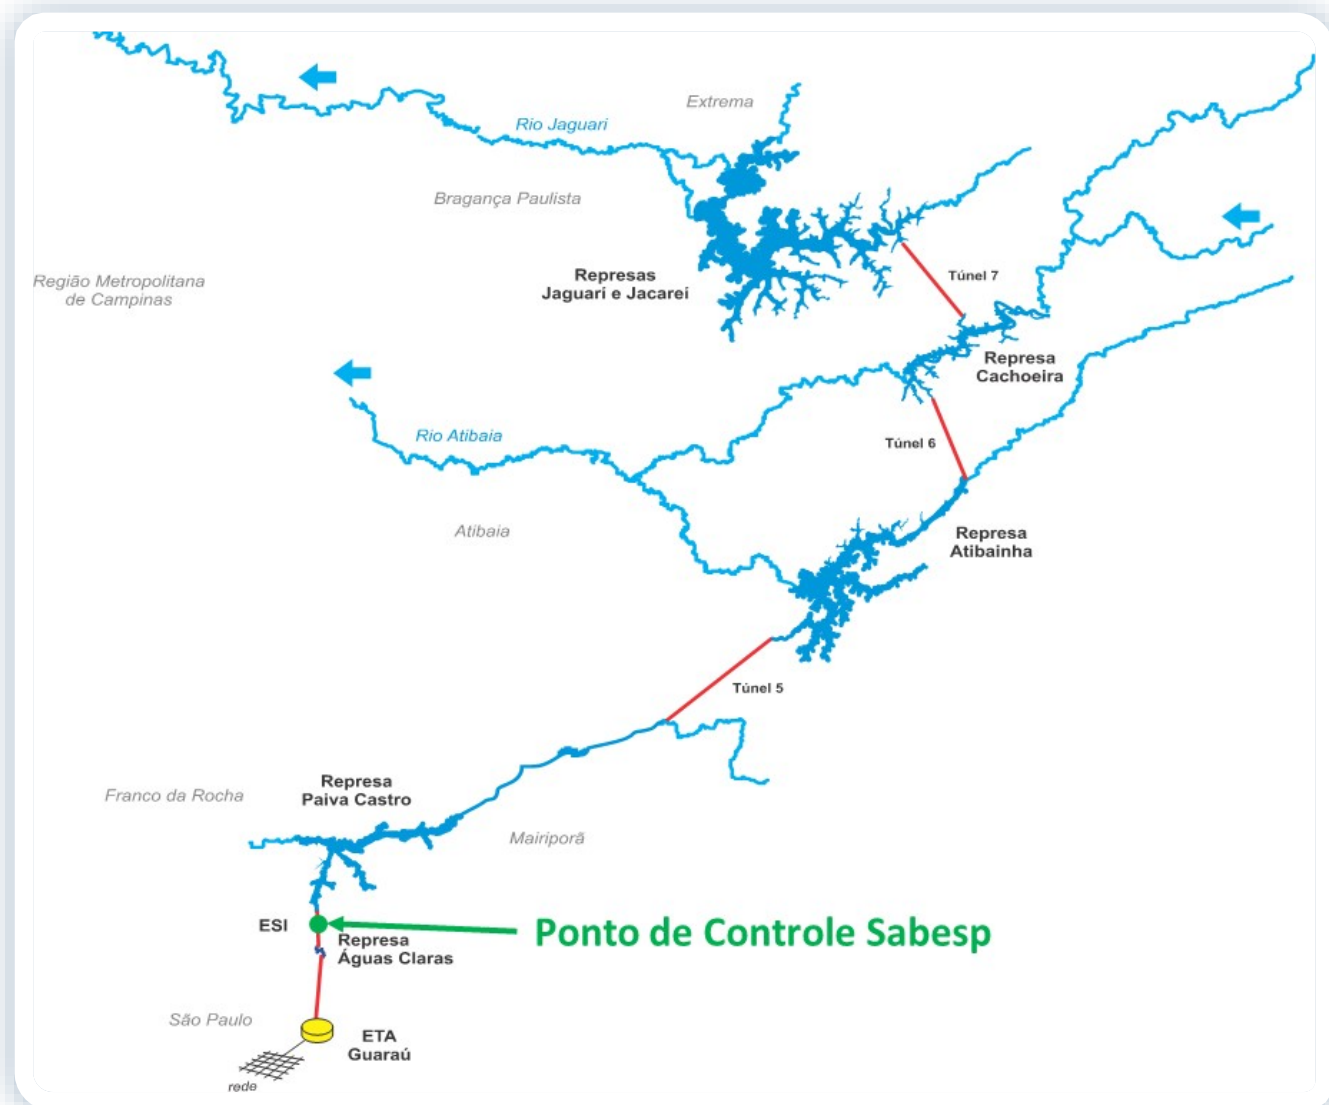 Extrema
Rio Jaguari
Bragança Paulista
Região Metropolitana
de Campinas
Represas
Jaguari e Jacareí
Túnel 7
Represa
Cachoeira
Rio Atibaia
Túnel 6
Atibaia
Represa
Atibainha
Túnel 5
Represa
Paiva Castro
Franco da Rocha
Mairiporã
ESI
Ponto de Controle Sabesp
Represa
Águas Claras
São Paulo
ETA
Guaraú
rede